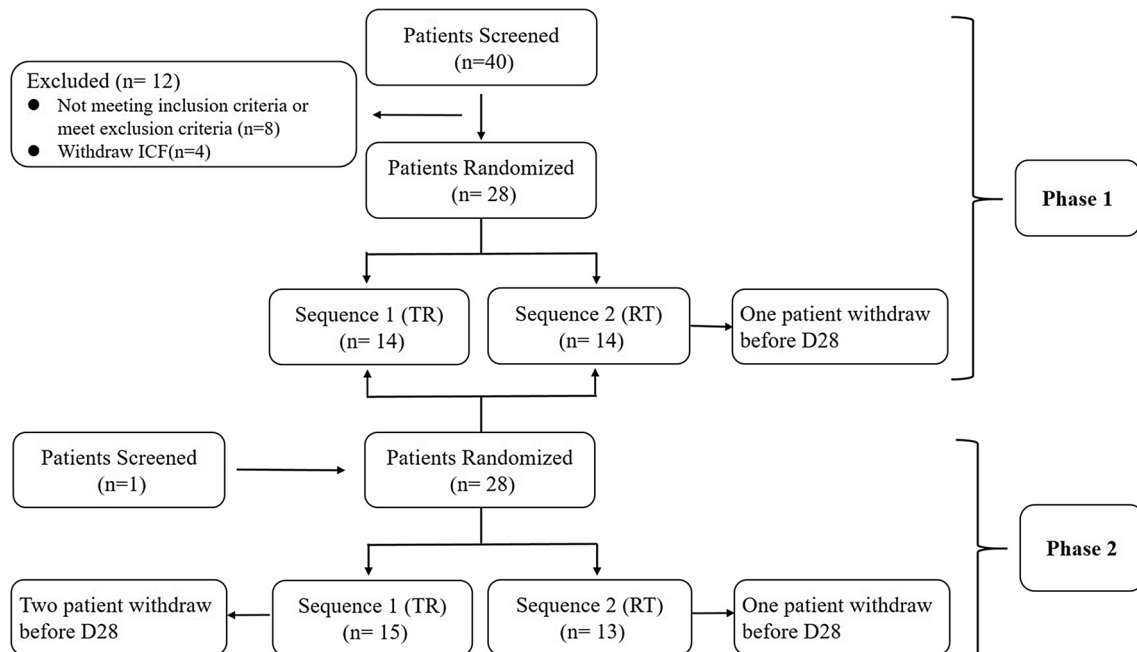 Patients Screened
(n=40)
Excluded (n= 12)
● Not meeting inclusion criteria or
meet exclusion criteria (n=8)
● Withdraw ICF(n=4)
Patients Randomized
(n= 28)
Phase 1
Sequence 1 (TR)
(n= 14)
Sequence 2 (RT)
(n= 14)
One patient withdraw
before D28
Patients Screened
(n=1)
Patients Randomized
(n= 28)
Phase 2
Two patient withdraw
before D28
Sequence 1 (TR)
(n= 15)
Sequence 2 (RT)
(n= 13)
One patient withdraw
before D28